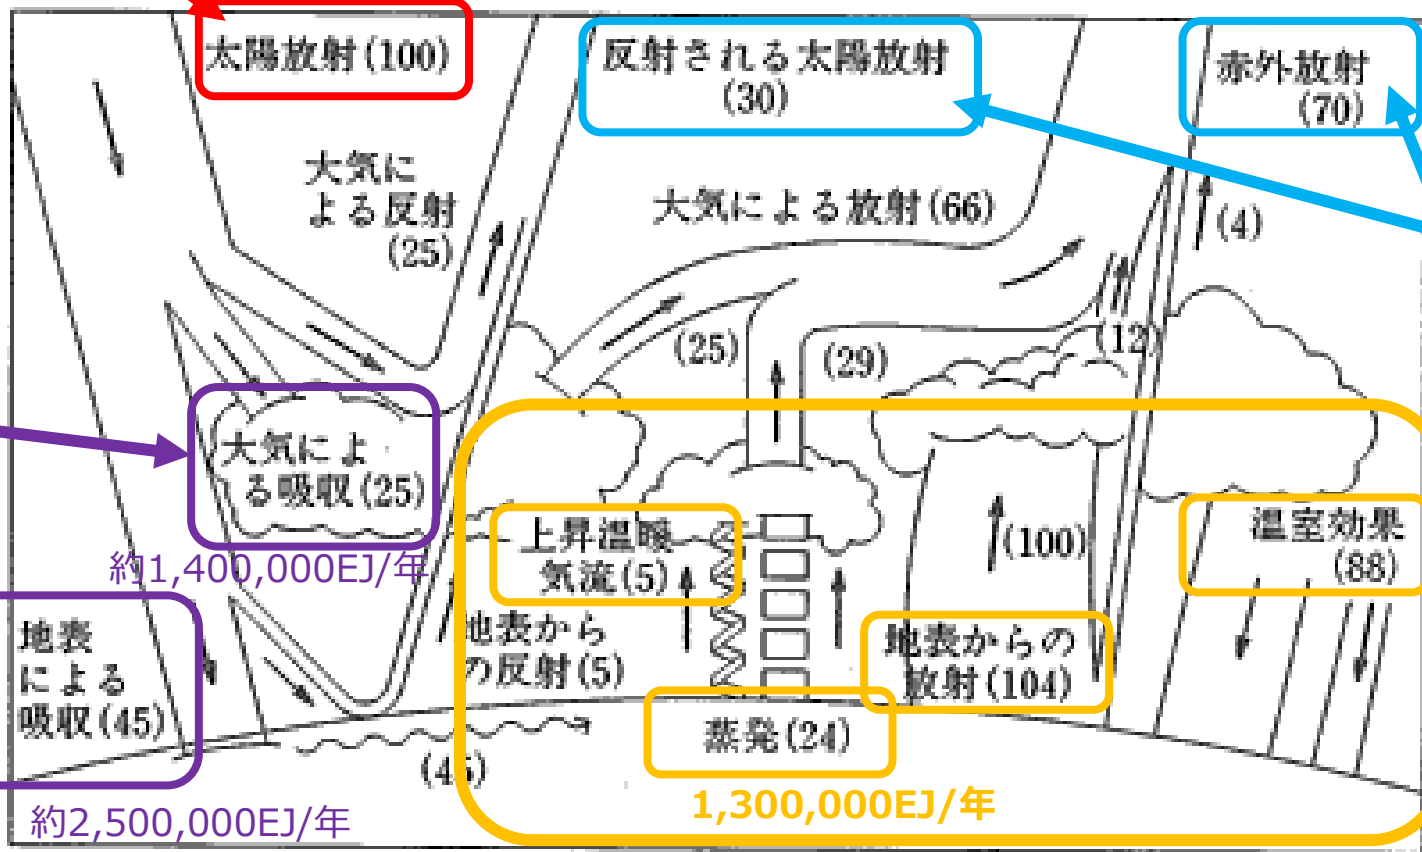 太陽放射(100)
反射される太陽放射
(30)
赤外放射
(70)
大気に
よる反射
(25)
大気による放射(66)
(4)
(25)
(29)
(12)
大気によ
る吸収(25)
約1,400,000EJ/年
上昇温暖
気流(5)
(100)
温室効果
(88)
地表
による
吸収(45)
地表から
の反射(5)
地表からの
放射(104)
蒸発(24)
(45)
約2,500,000EJ/年
1,300,000EJ/年